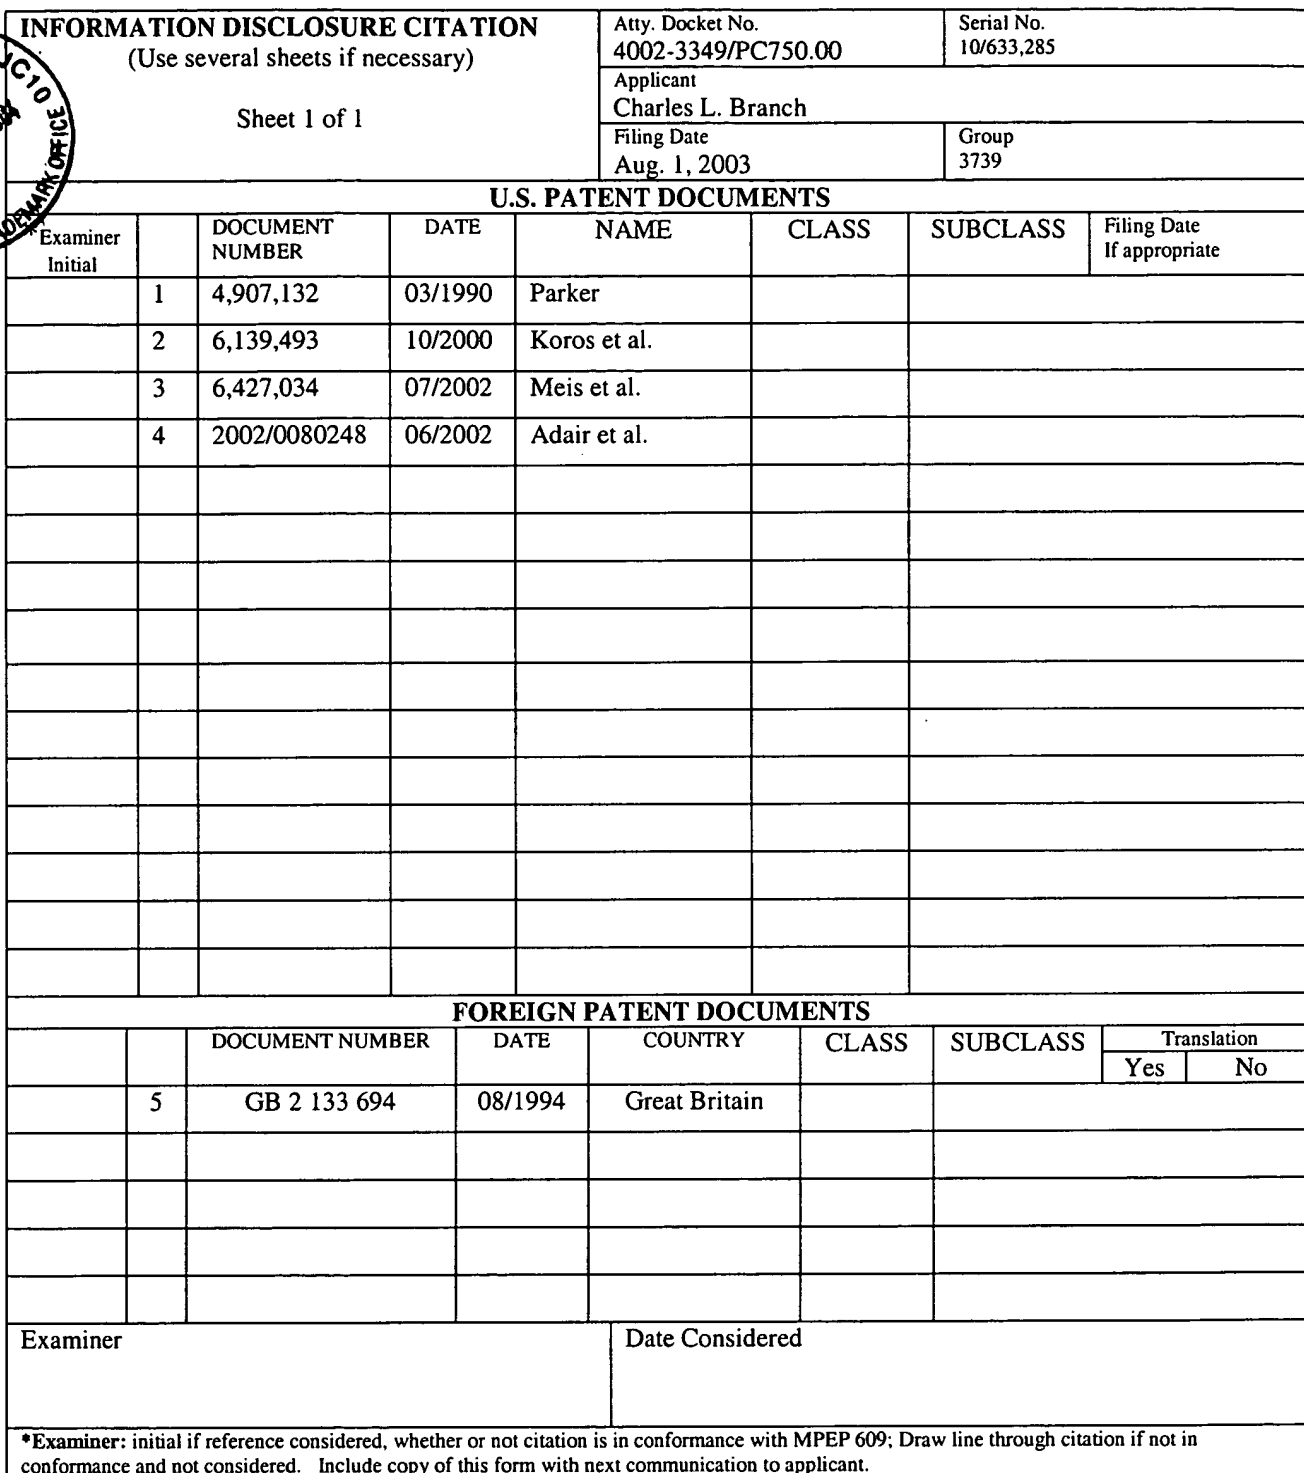 INFORMATION DISCLOSURE CITATION
(Use several sheets if necessary)
Sheet 1 of 1
Atty. Docket No.
4002-3349/PC750.00
Serial No.
10/633,285
Applicant
Charles L. Branch
Filing Date
Aug. 1, 2003
Group
3739
JC10
OFFICE
U.S. PATENT DOCUMENTS
*Examiner Initial
DOCUMENT NUMBER
DATE
NAME
CLASS
SUBCLASS
Filing Date If appropriate
1 4,907,132 03/1990 Parker
2 6,139,493 10/2000 Koros et al.
3 6,427,034 07/2002 Meis et al.
4 2002/0080248 06/2002 Adair et al.
FOREIGN PATENT DOCUMENTS
DOCUMENT NUMBER DATE COUNTRY CLASS SUBCLASS Translation
Yes No
5 GB 2 133 694 08/1994 Great Britain
Examiner
Date Considered
*Examiner: initial if reference considered, whether or not citation is in conformance with MPEP 609; Draw line through citation if not in
conformance and not considered. Include copy of this form with next communication to applicant.